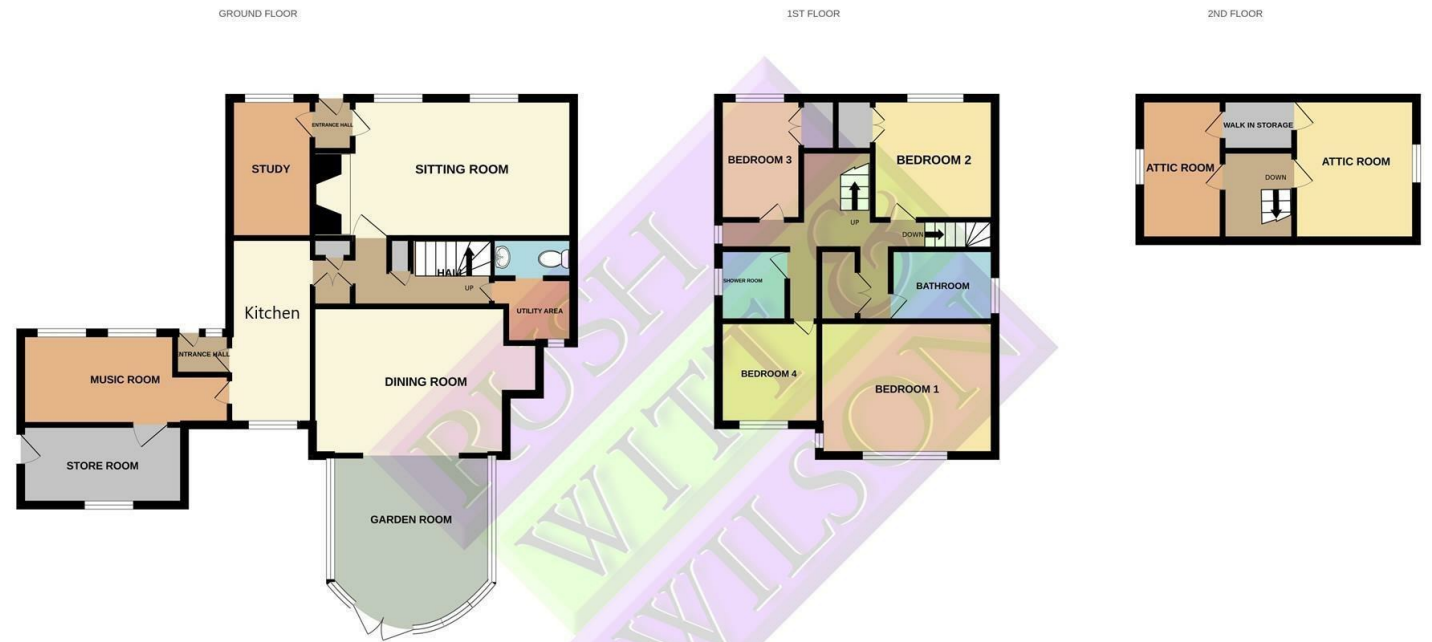 GROUND FLOOR
1ST FLOOR
2ND FLOOR
ENTRANCE HALL
STUDY
SITTING ROOM
HALL
UP
UTILITY AREA
Kitchen
ENTRANCE HALL
MUSIC ROOM
DINING ROOM
STORE ROOM
GARDEN ROOM
BEDROOM 3
BEDROOM 2
UP
DOWN
SHOWER ROOM
BATHROOM
BEDROOM 4
BEDROOM 1
WALK IN STORAGE
ATTIC ROOM
ATTIC ROOM
DOWN
RUSH
WITT &
WILSON